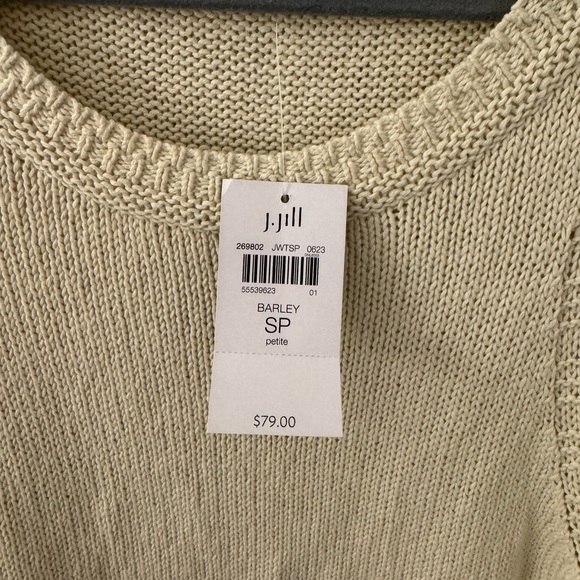 J.Jill
269802 JWTSP 0623
55539623 01
BARLEY
SP
petite
$79.00